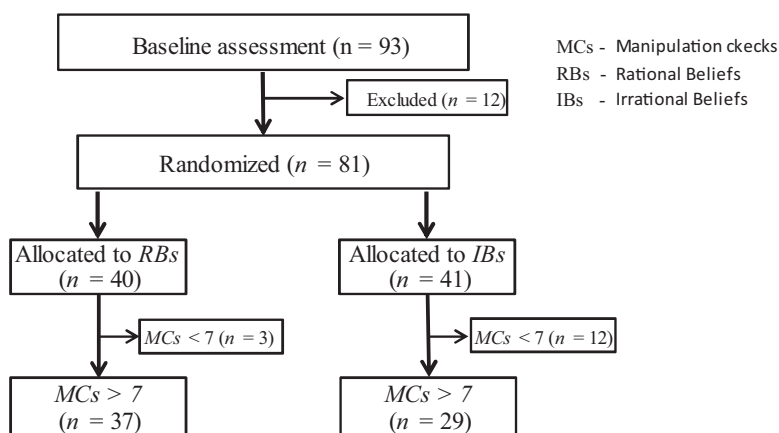 Baseline assessment (n = 93)
Excluded (n = 12)
Randomized (n = 81)
Allocated to RBs
(n = 40)
Allocated to IBs
(n = 41)
MCs < 7 (n = 3)
MCs < 7 (n = 12)
MCs > 7
(n = 37)
MCs > 7
(n = 29)
MCs - Manipulation ckecks
RBs - Rational Beliefs
IBs - Irrational Beliefs